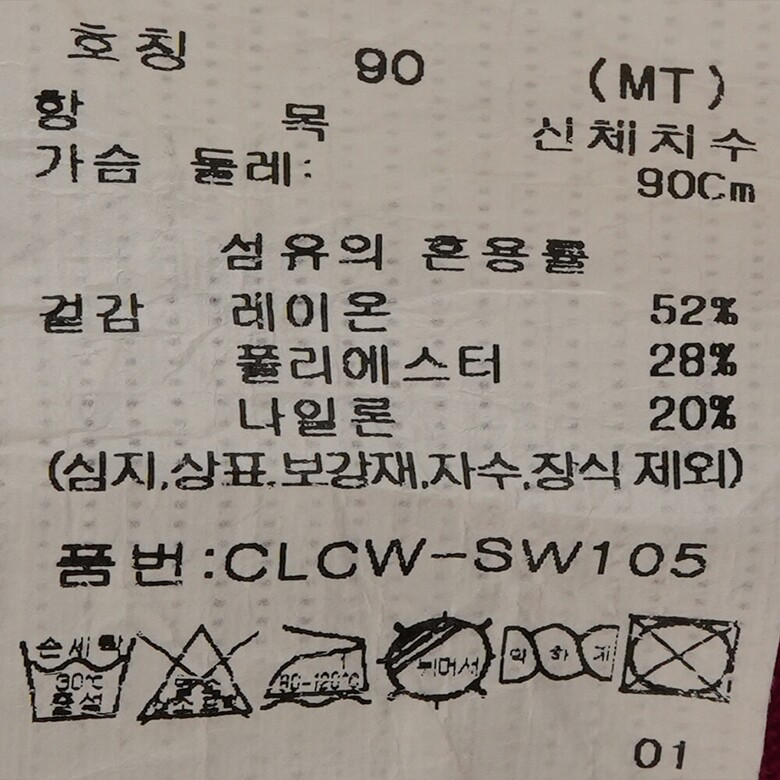 호칭 90 (MT)
항 목 신체치수
가슴 둘레: 90Cm
섬유의 혼용률
겉감 레이온 52%
폴리에스터 28%
나일론 20%
(심지,상표,보강재,자수,장식 제외)
품번:CLCW-SW105
손세탁 30℃ 중성
80-120℃
뉘어서
약하게
01